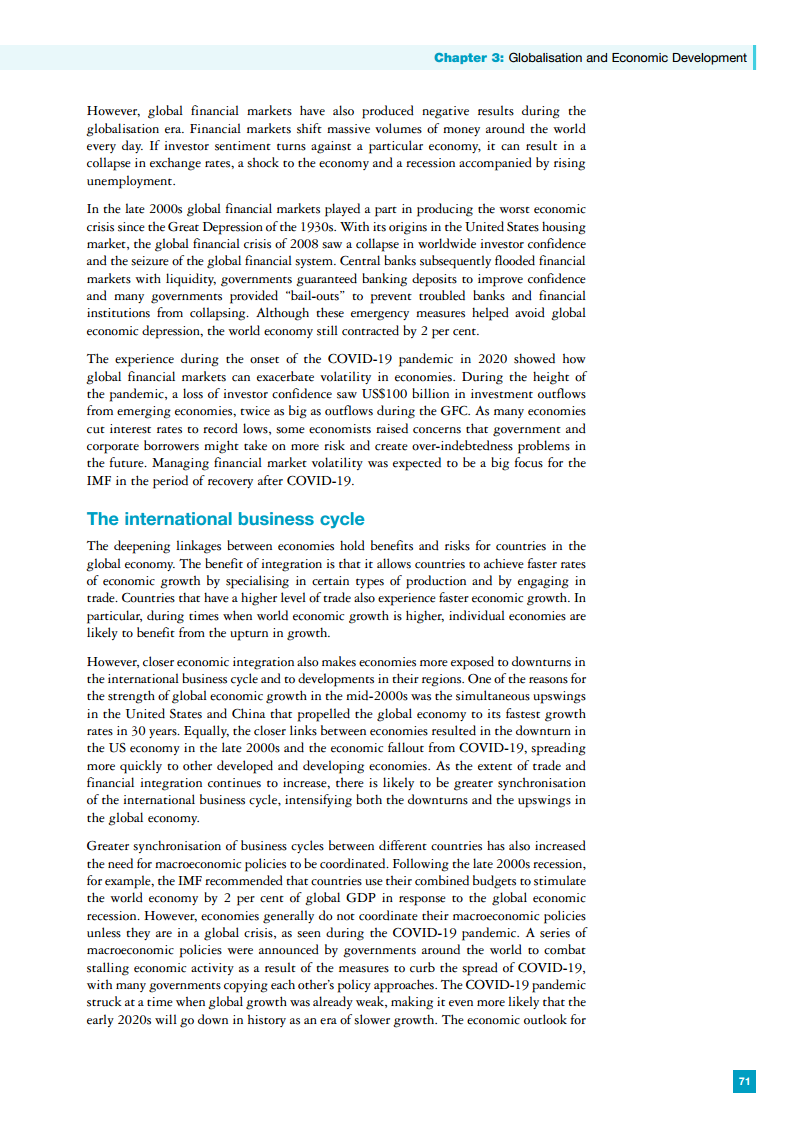 Chapter 3: Globalisation and Economic Development
However, global financial markets have also produced negative results during the
globalisation era. Financial markets shift massive volumes of money around the world
every day. If investor sentiment turns against a particular economy, it can result in a
collapse in exchange rates, a shock to the economy and a recession accompanied by rising
unemployment.
In the late 2000s global financial markets played a part in producing the worst economic
crisis since the Great Depression of the 1930s. With its origins in the United States housing
market, the global financial crisis of 2008 saw a collapse in worldwide investor confidence
and the seizure of the global financial system. Central banks subsequently flooded financial
markets with liquidity, governments guaranteed banking deposits to improve confidence
and many governments provided “bail-outs” to prevent troubled banks and financial
institutions from collapsing. Although these emergency measures helped avoid global
economic depression, the world economy still contracted by 2 per cent.
The experience during the onset of the COVID-19 pandemic in 2020 showed how
global financial markets can exacerbate volatility in economies. During the height of
the pandemic, a loss of investor confidence saw US$100 billion in investment outflows
from emerging economies, twice as big as outflows during the GFC. As many economies
cut interest rates to record lows, some economists raised concerns that government and
corporate borrowers might take on more risk and create over-indebtedness problems in
the future. Managing financial market volatility was expected to be a big focus for the
IMF in the period of recovery after COVID-19.
The international business cycle
The deepening linkages between economies hold benefits and risks for countries in the
global economy. The benefit of integration is that it allows countries to achieve faster rates
of economic growth by specialising in certain types of production and by engaging in
trade. Countries that have a higher level of trade also experience faster economic growth. In
particular, during times when world economic growth is higher, individual economies are
likely to benefit from the upturn in growth.
However, closer economic integration also makes economies more exposed to downturns in
the international business cycle and to developments in their regions. One of the reasons for
the strength of global economic growth in the mid-2000s was the simultaneous upswings
in the United States and China that propelled the global economy to its fastest growth
rates in 30 years. Equally, the closer links between economies resulted in the downturn in
the US economy in the late 2000s and the economic fallout from COVID-19, spreading
more quickly to other developed and developing economies. As the extent of trade and
financial integration continues to increase, there is likely to be greater synchronisation
of the international business cycle, intensifying both the downturns and the upswings in
the global economy.
Greater synchronisation of business cycles between different countries has also increased
the need for macroeconomic policies to be coordinated. Following the late 2000s recession,
for example, the IMF recommended that countries use their combined budgets to stimulate
the world economy by 2 per cent of global GDP in response to the global economic
recession. However, economies generally do not coordinate their macroeconomic policies
unless they are in a global crisis, as seen during the COVID-19 pandemic. A series of
macroeconomic policies were announced by governments around the world to combat
stalling economic activity as a result of the measures to curb the spread of COVID-19,
with many governments copying each other’s policy approaches. The COVID-19 pandemic
struck at a time when global growth was already weak, making it even more likely that the
early 2020s will go down in history as an era of slower growth. The economic outlook for
71